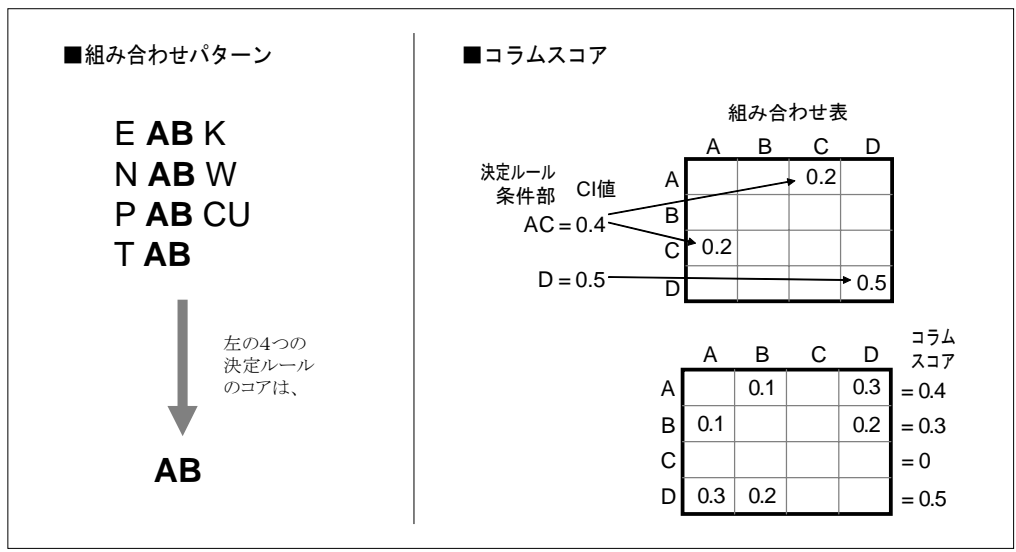 ■組み合わせパターン
E AB K
N AB W
P AB CU
T AB
左の4つの
決定ルール
のコアは、
AB
■コラムスコア
組み合わせ表
A B C D
決定ルール
条件部 CI値
AC=0.4
D=0.5
A 0.2
B
C 0.2
D 0.5
コラム
スコア
A B C D
A 0.1 0.3 =0.4
B 0.1 0.2 =0.3
C =0
D 0.3 0.2 =0.5